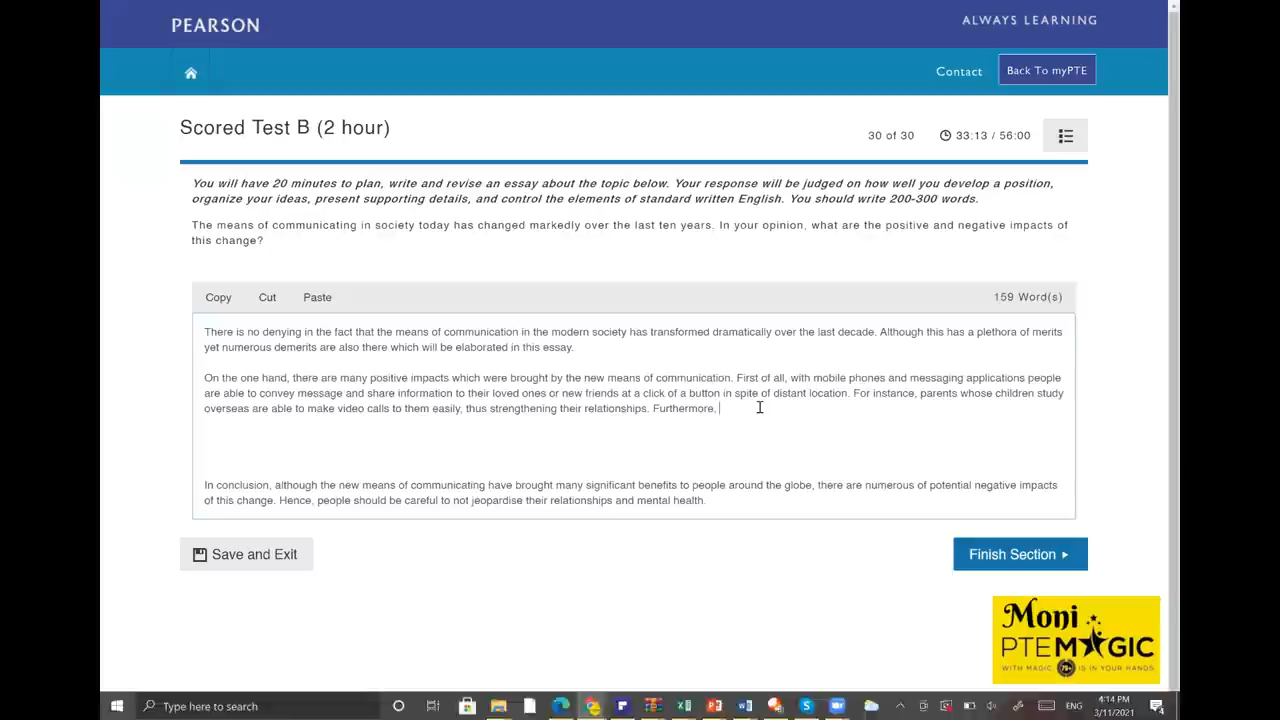 PEARSON
ALWAYS LEARNING
Contact
Back To myPTE
Scored Test B (2 hour)
30 of 30
33:13 / 56:00
You will have 20 minutes to plan, write and revise an essay about the topic below. Your response will be judged on how well you develop a position,
organize your ideas, present supporting details, and control the elements of standard written English. You should write 200-300 words.
The means of communicating in society today has changed markedly over the last ten years. In your opinion, what are the positive and negative impacts of
this change?
Copy Cut Paste
159 Word(s)
There is no denying in the fact that the means of communication in the modern society has transformed dramatically over the last decade. Although this has a plethora of merits
yet numerous demerits are also there which will be elaborated in this essay.
On the one hand, there are many positive impacts which were brought by the new means of communication. First of all, with mobile phones and messaging applications people
are able to convey message and share information to their loved ones or new friends at a click of a button in spite of distant location. For instance, parents whose children study
overseas are able to make video calls to them easily, thus strengthening their relationships. Furthermore,
In conclusion, although the new means of communicating have brought many significant benefits to people around the globe, there are numerous of potential negative impacts
of this change. Hence, people should be careful to not jeopardise their relationships and mental health.
Save and Exit
Finish Section
Moni
PTEMAGIC
WITH MAGIC 79+ IS IN YOUR HANDS
Type here to search
ENG
4:14 PM
3/11/2021